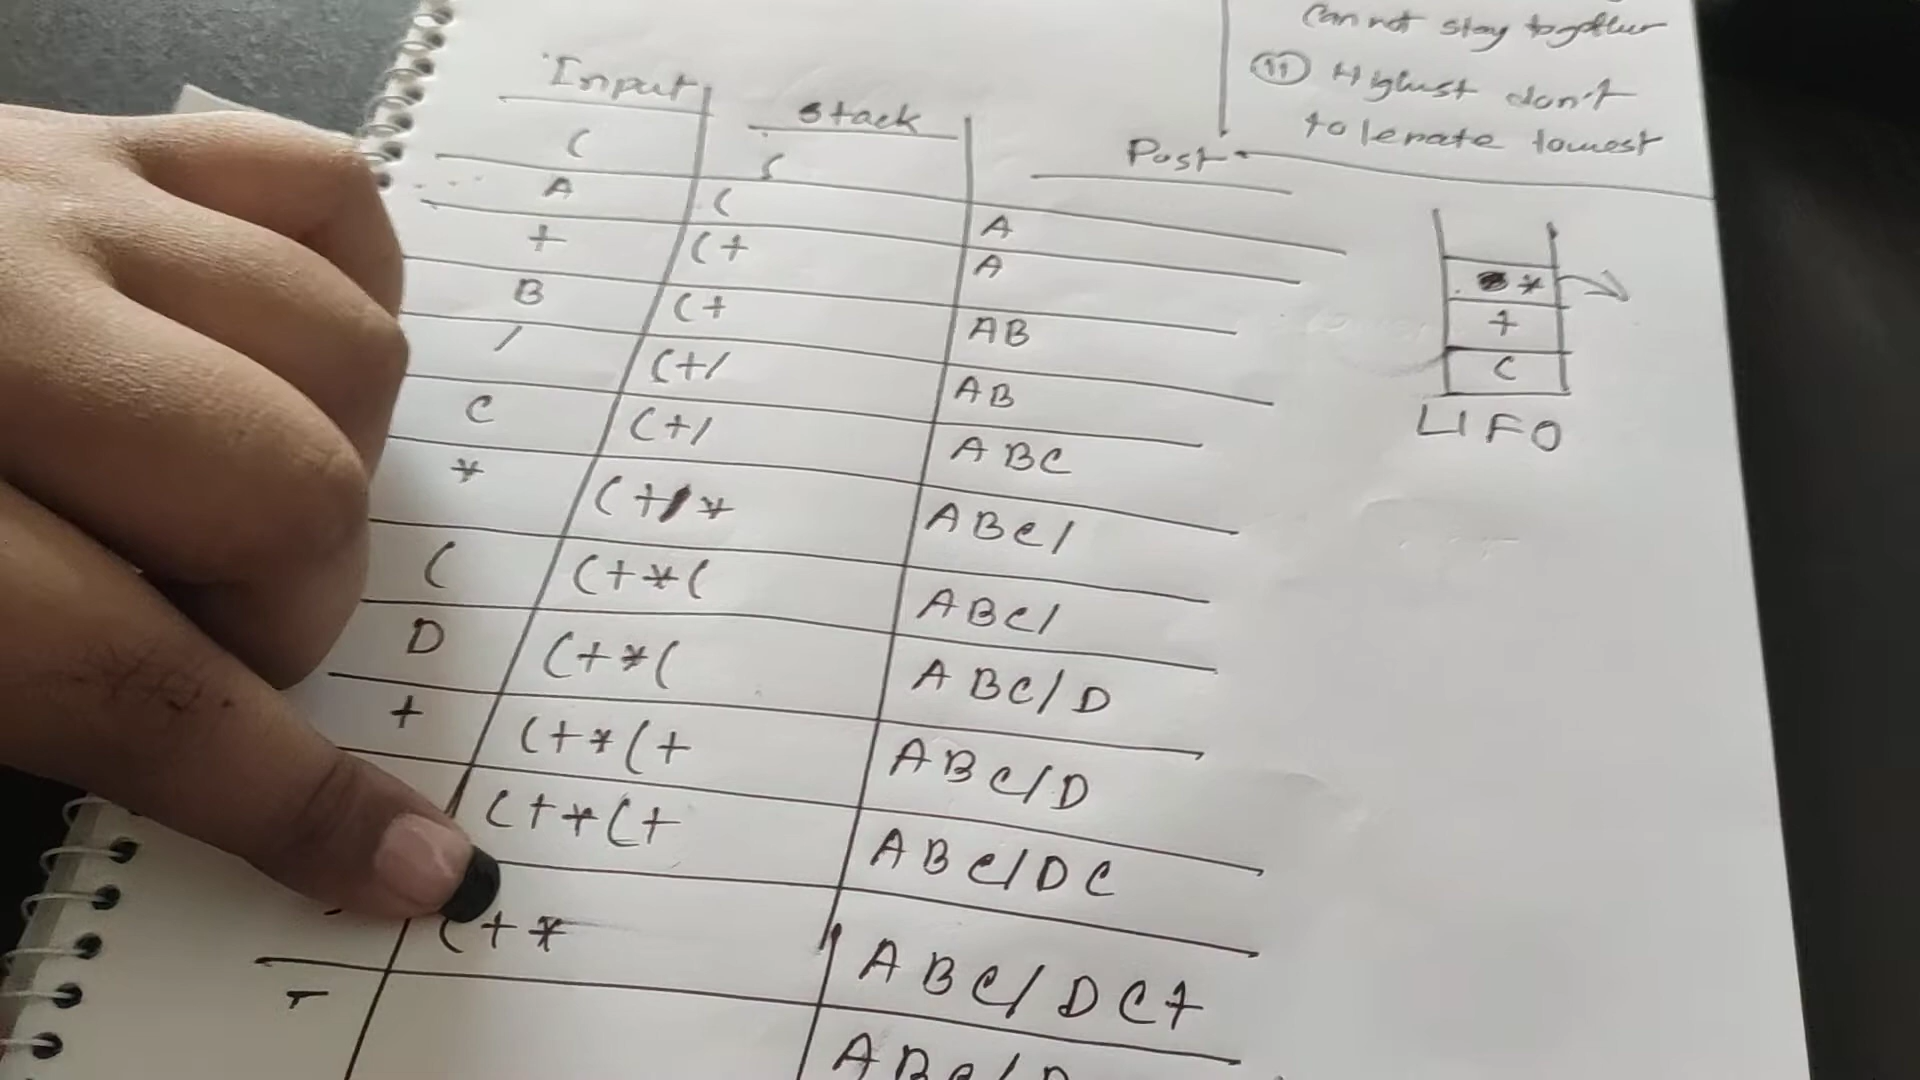 can not stay together
(11) Highest don't
tolerate lowest
Input stack Post
( (
A ( A
+ (+ A
B (+ AB
/ (+/ AB
C (+/ ABC
* (+/* ABC/
( (+*( ABC/
D (+*( ABC/D
+ (+*(+ ABC/D
(+*(+ ABC/DC
(+* ABC/DC+
*
+
(
LIFO